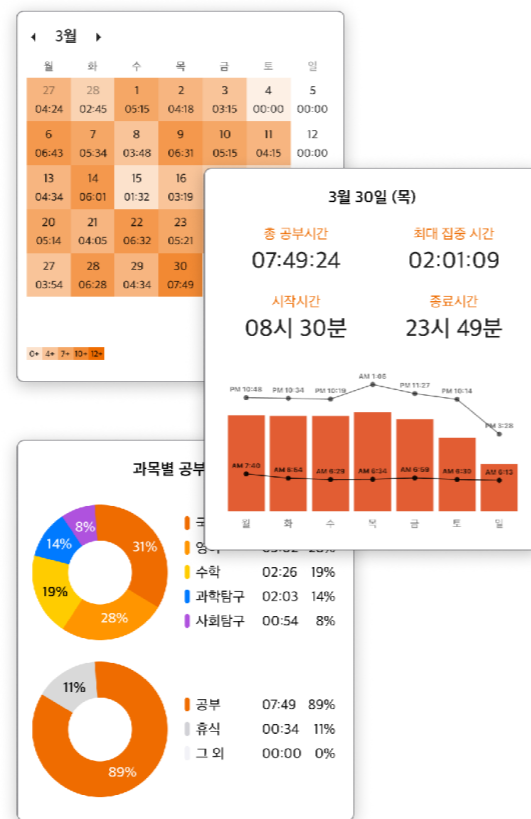 3월
월 화 수 목 금 토 일
27 28 1 2 3 4 5
04:24 02:45 05:15 04:18 03:15 00:00 00:00
6 7 8 9 10 11 12
06:43 05:34 03:48 06:31 05:15 04:15 00:00
13 14 15 16
04:34 06:01 01:32 03:19
20 21 22 23
05:14 04:05 06:32 05:21
27 28 29 30
03:54 06:28 04:34 07:49
0+ 4+ 7+ 10+ 12+
3월 30일 (목)
총 공부시간 최대 집중 시간
07:49:24 02:01:09
시작시간 종료시간
08시 30분 23시 49분
PM 10:48 PM 10:34 PM 10:19 AM 1:05 PM 11:27 PM 10:14
AM 7:40 AM 6:54 AM 6:29 AM 6:34 AM 6:59 AM 6:30 AM 6:13
월 화 수 목 금 토 일
과목별 공부
8% 31% 14% 19% 28%
수학 02:26 19%
과학탐구 02:03 14%
사회탐구 00:54 8%
11% 89%
공부 07:49 89%
휴식 00:34 11%
그 외 00:00 0%